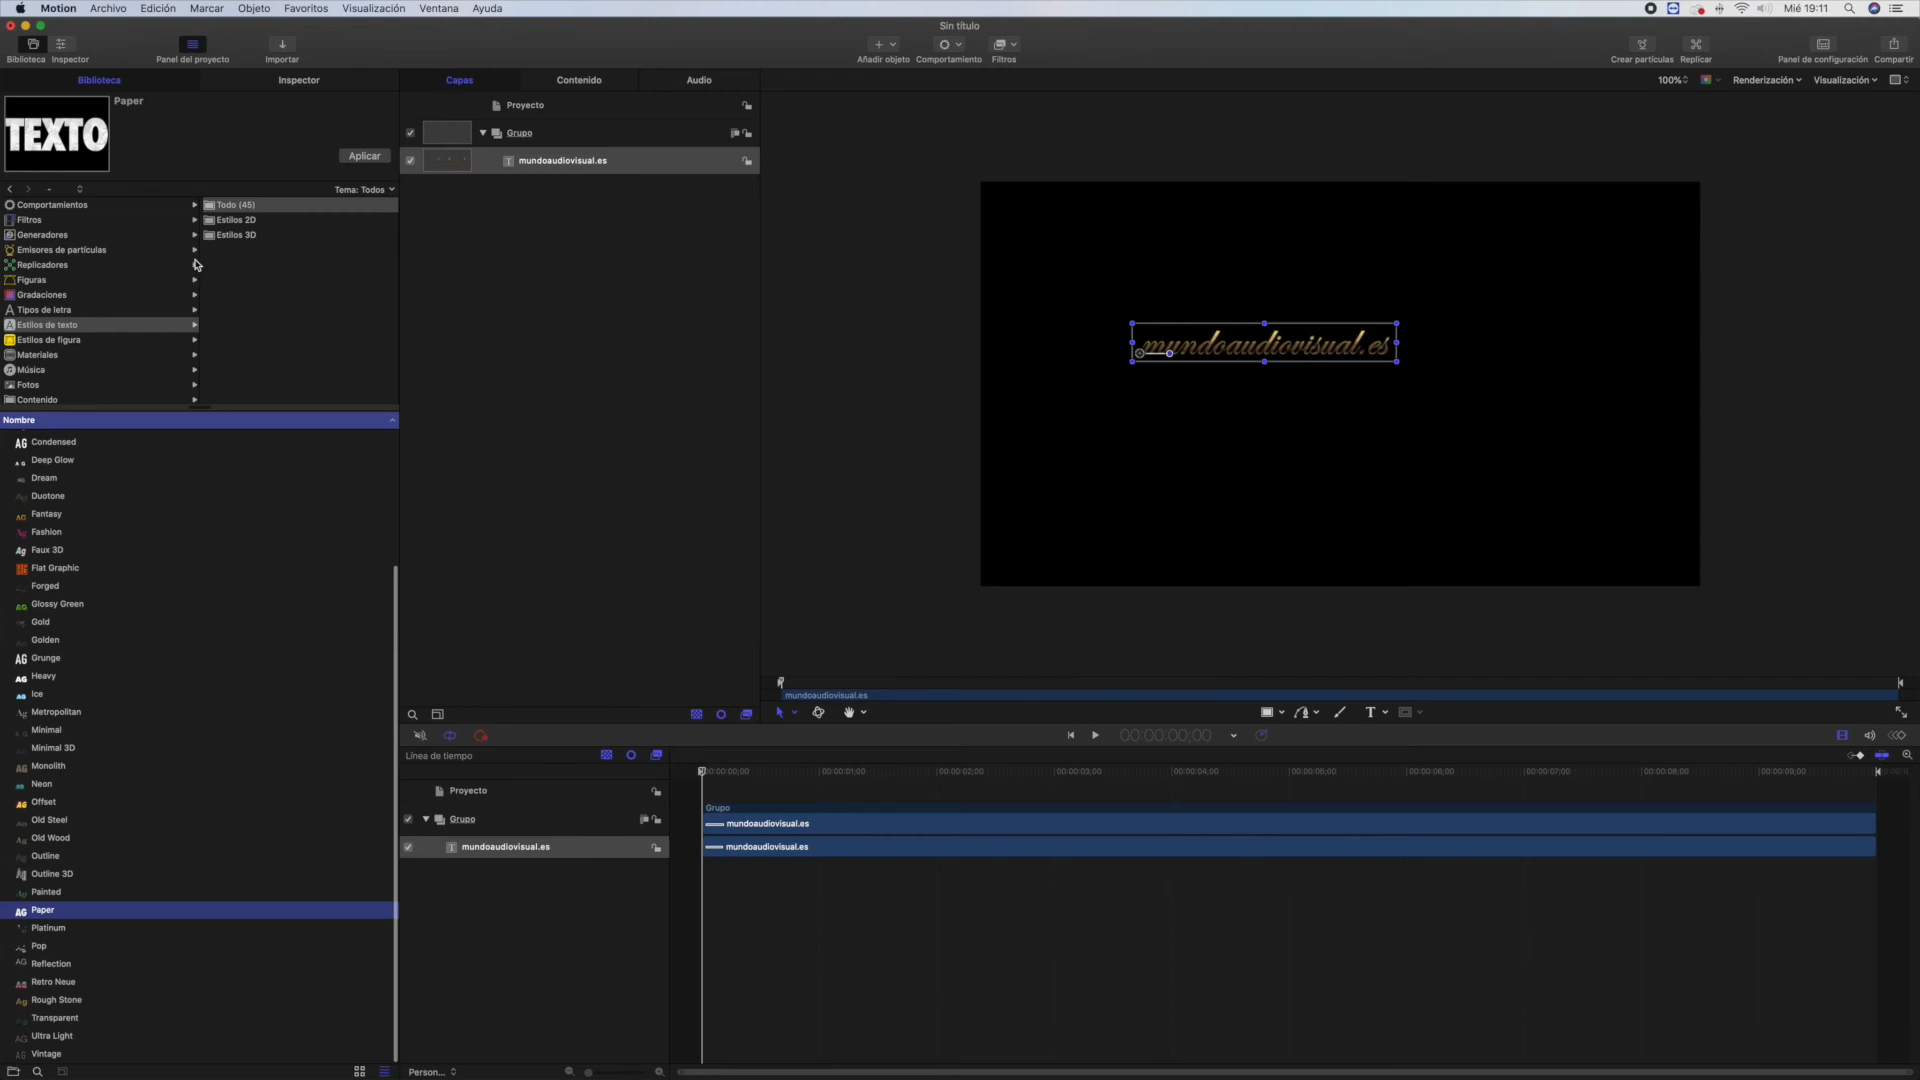 Motion Archivo Edición Marcar Objeto Favoritos Visualización Ventana Ayuda Mié 19:11
Sin título
Biblioteca Inspector Panel del proyecto Importar Añadir objeto Comportamiento Filtros Crear partículas Replicar Panel de configuración Compartir
Biblioteca Inspector Capas Contenido Audio 100% Renderización Visualización
TEXTO
Paper
Aplicar
Proyecto
Grupo
mundoaudiovisual.es
Tema: Todos
Comportamientos
Filtros
Generadores
Emisores de partículas
Replicadores
Figuras
Gradaciones
Tipos de letra
Estilos de texto
Estilos de figura
Materiales
Música
Fotos
Contenido
Todo (45)
Estilos 2D
Estilos 3D
Nombre
AG Condensed
Deep Glow
Dream
Duotone
Fantasy
Fashion
Faux 3D
Flat Graphic
Forged
Glossy Green
Gold
Golden
AG Grunge
Heavy
Ice
Metropolitan
Minimal
Minimal 3D
Monolith
Neon
Offset
Old Steel
Old Wood
Outline
Outline 3D
Painted
AG Paper
Platinum
Pop
AG Reflection
Retro Neue
Rough Stone
Transparent
AG Ultra Light
Vintage
mundoaudiovisual.es
mundoaudiovisual.es
00:00:00;00
Línea de tiempo
00:00:00;00 00:00:01;00 00:00:02;00 00:00:03;00 00:00:04;00 00:00:05;00 00:00:06;00 00:00:07;00 00:00:08;00 00:00:09;00
Proyecto
Grupo
mundoaudiovisual.es
Grupo
mundoaudiovisual.es
mundoaudiovisual.es
Person...